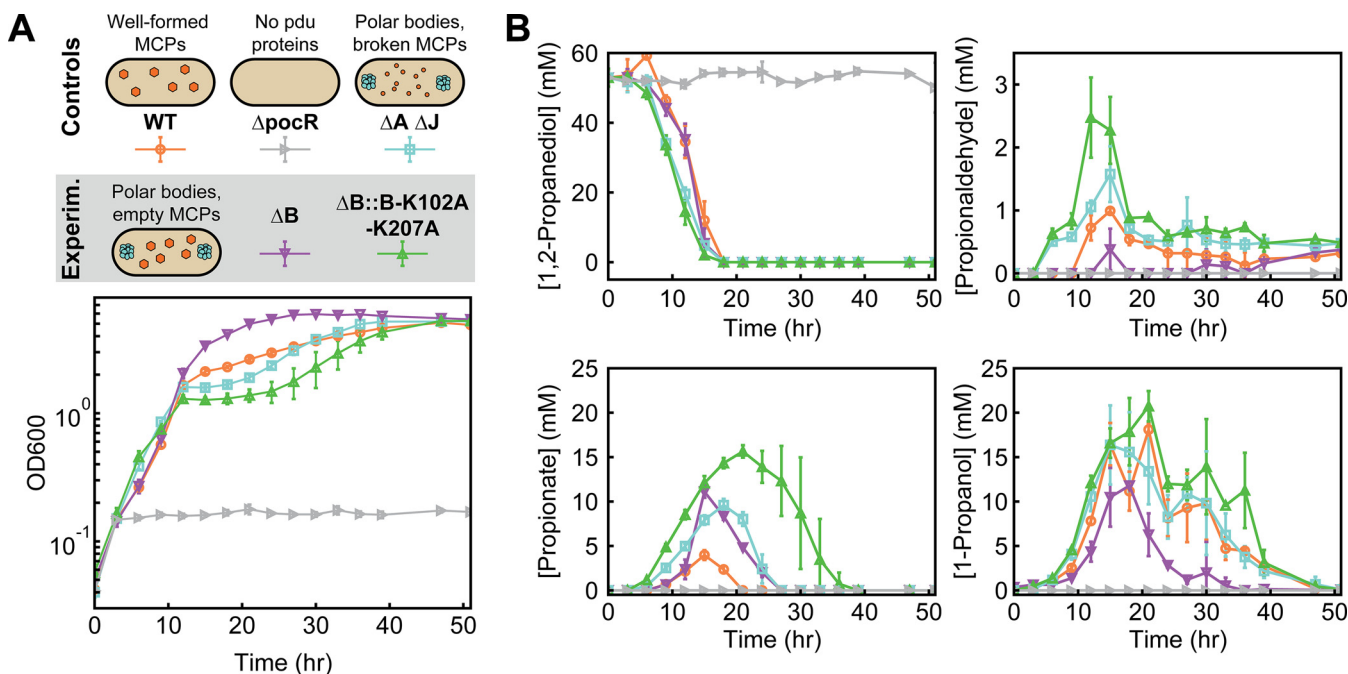 A
Controls
Well-formed
MCPs
No pdu
proteins
Polar bodies,
broken MCPs
WT
ΔpocR
ΔA ΔJ
Experim.
Polar bodies,
empty MCPs
ΔB
ΔB::B-K102A
-K207A
OD600
10⁰
10⁻¹
0 10 20 30 40 50
Time (hr)
B
[1,2-Propanediol] (mM)
60
40
20
0
0 10 20 30 40 50
Time (hr)
[Propionaldehyde] (mM)
3
2
1
0
0 10 20 30 40 50
Time (hr)
[Propionate] (mM)
25
20
15
10
5
0
0 10 20 30 40 50
Time (hr)
[1-Propanol] (mM)
25
20
15
10
5
0
0 10 20 30 40 50
Time (hr)